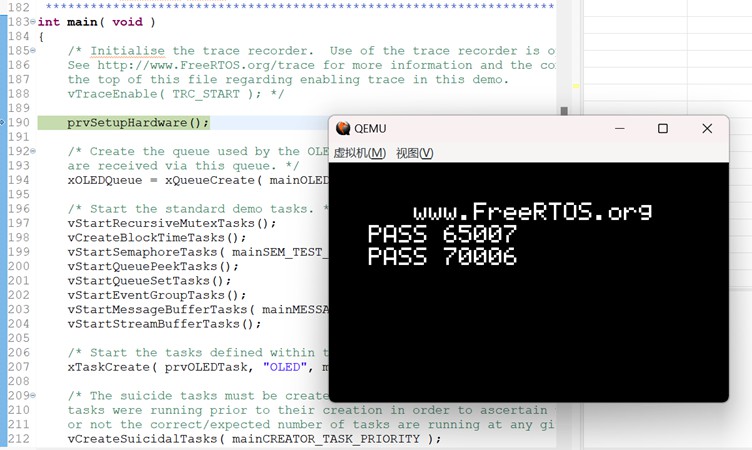 182 ****************************************************************************
183 int main( void )
184 {
185 /* Initialise the trace recorder.  Use of the trace recorder is
186 See http://www.FreeRTOS.org/trace for more information and the
187 the top of this file regarding enabling trace in this demo.
188 vTraceEnable( TRC_START ); */
189
190 prvSetupHardware();
191
192 /* Create the queue used by the OLE
193 are received via this queue. */
194 xOLEDQueue = xQueueCreate( mainOLED
195
196 /* Start the standard demo tasks. *
197 vStartRecursiveMutexTasks();
198 vCreateBlockTimeTasks();
199 vStartSemaphoreTasks( mainSEM_TEST_
200 vStartQueuePeekTasks();
201 vStartQueueSetTasks();
202 vStartEventGroupTasks();
203 vStartMessageBufferTasks( mainMESSA
204 vStartStreamBufferTasks();
205
206 /* Start the tasks defined within t
207 xTaskCreate( prvOLEDTask, "OLED", m
208
209 /* The suicide tasks must be create
210 tasks were running prior to their creation in order to ascertain
211 or not the correct/expected number of tasks are running at any gi
212 vCreateSuicidalTasks( mainCREATOR_TASK_PRIORITY );
QEMU
虚拟机(M) 视图(V)
www.FreeRTOS.org
PASS 65007
PASS 70006